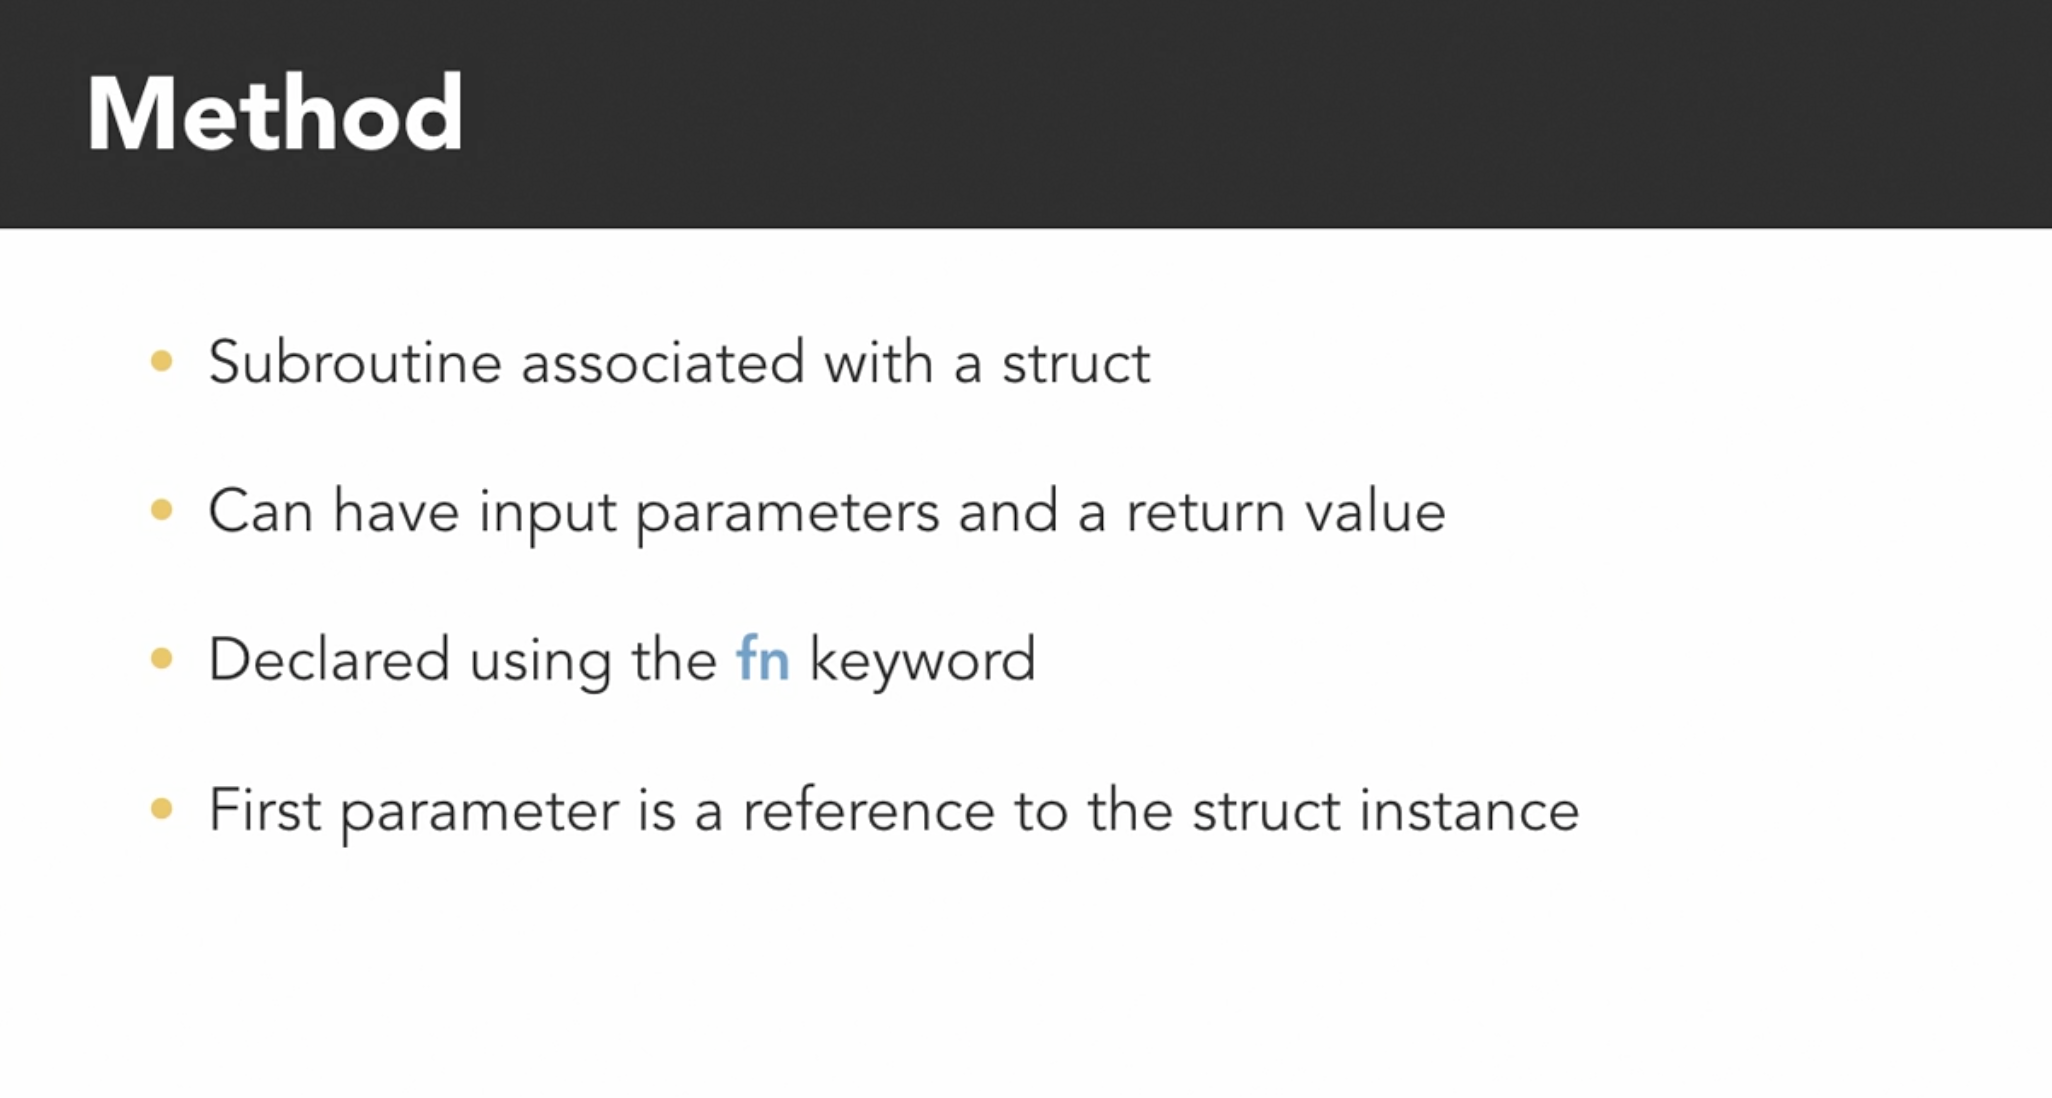 Method
• Subroutine associated with a struct
• Can have input parameters and a return value
• Declared using the fn keyword
• First parameter is a reference to the struct instance